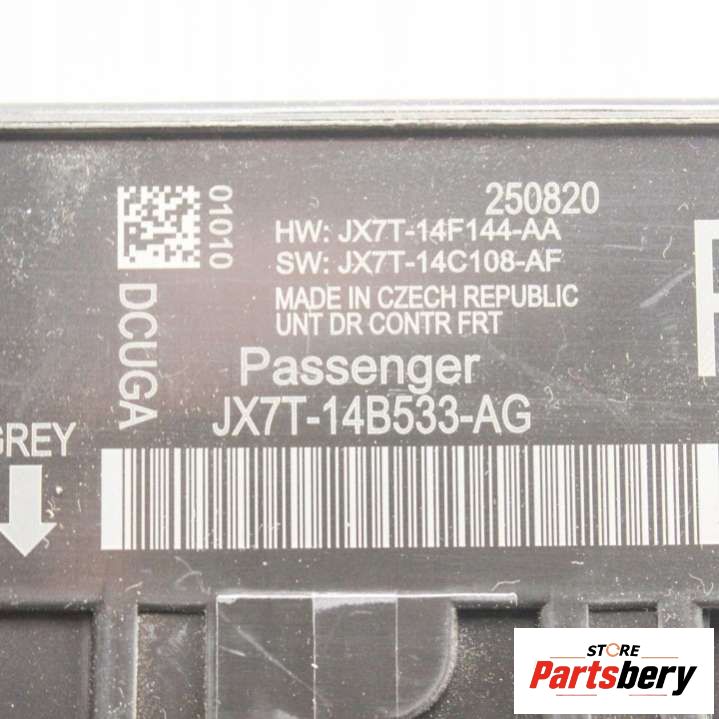 250820
01010
HW: JX7T-14F144-AA
SW: JX7T-14C108-AF
MADE IN CZECH REPUBLIC
UNT DR CONTR FRT
DCUGA
Passenger
JX7T-14B533-AG
GREY
STORE
Partsbery